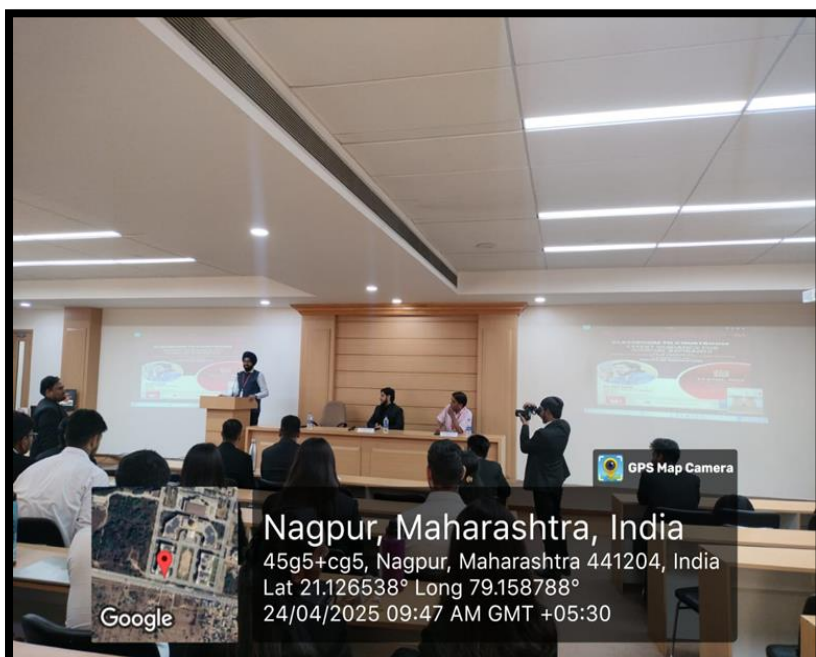 GPS Map Camera
Nagpur, Maharashtra, India
45g5+cg5, Nagpur, Maharashtra 441204, India
Lat 21.126538° Long 79.158788°
24/04/2025 09:47 AM GMT +05:30
Google